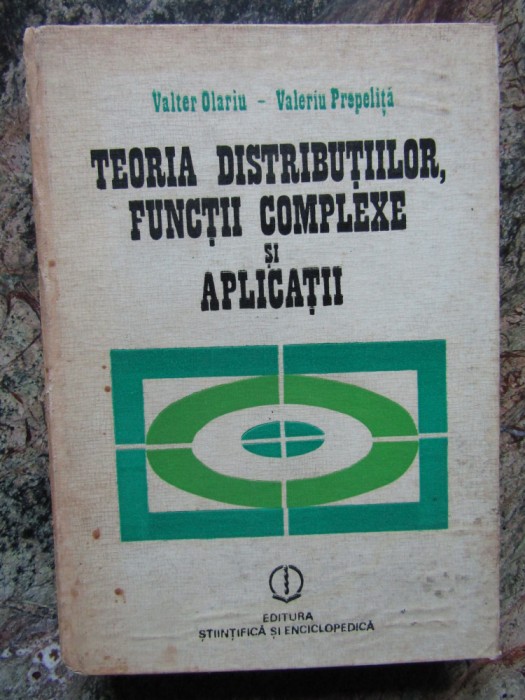 Valter Olariu – Valeriu Prepeliță
TEORIA DISTRIBUȚIILOR,
FUNCȚII COMPLEXE
ȘI
APLICAȚII
EDITURA
ȘTIINȚIFICĂ ȘI ENCICLOPEDICĂ